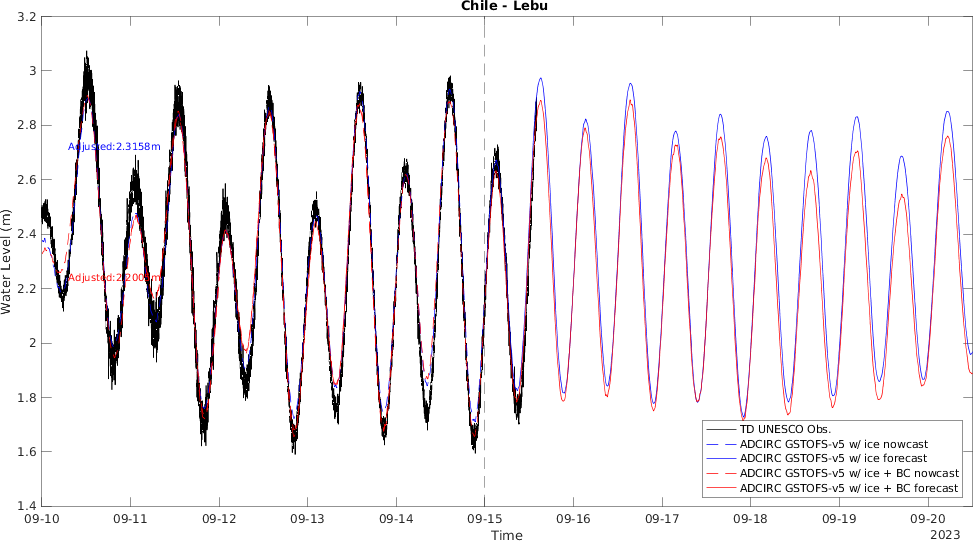 Chile - Lebu
3.2
3
2.8
2.6
2.4
2.2
2
1.8
1.6
1.4
Water Level (m)
Adjusted:2.3158m
TD UNESCO Obs.
ADCIRC GSTOFS-v5 w/ ice nowcast
ADCIRC GSTOFS-v5 w/ ice forecast
ADCIRC GSTOFS-v5 w/ ice + BC nowcast
ADCIRC GSTOFS-v5 w/ ice + BC forecast
09-10 09-11 09-12 09-13 09-14 09-15 09-16 09-17 09-18 09-19 09-20
Time
2023